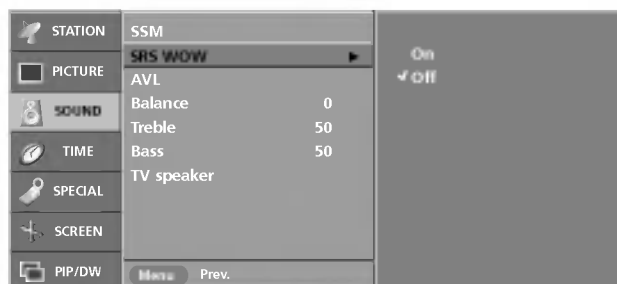 STATION
PICTURE
SOUND
TIME
SPECIAL
SCREEN
PIP/DW
SSM
SRS WOW
AVL
Balance 0
Treble 50
Bass 50
TV speaker
Menu Prev.
On
Off